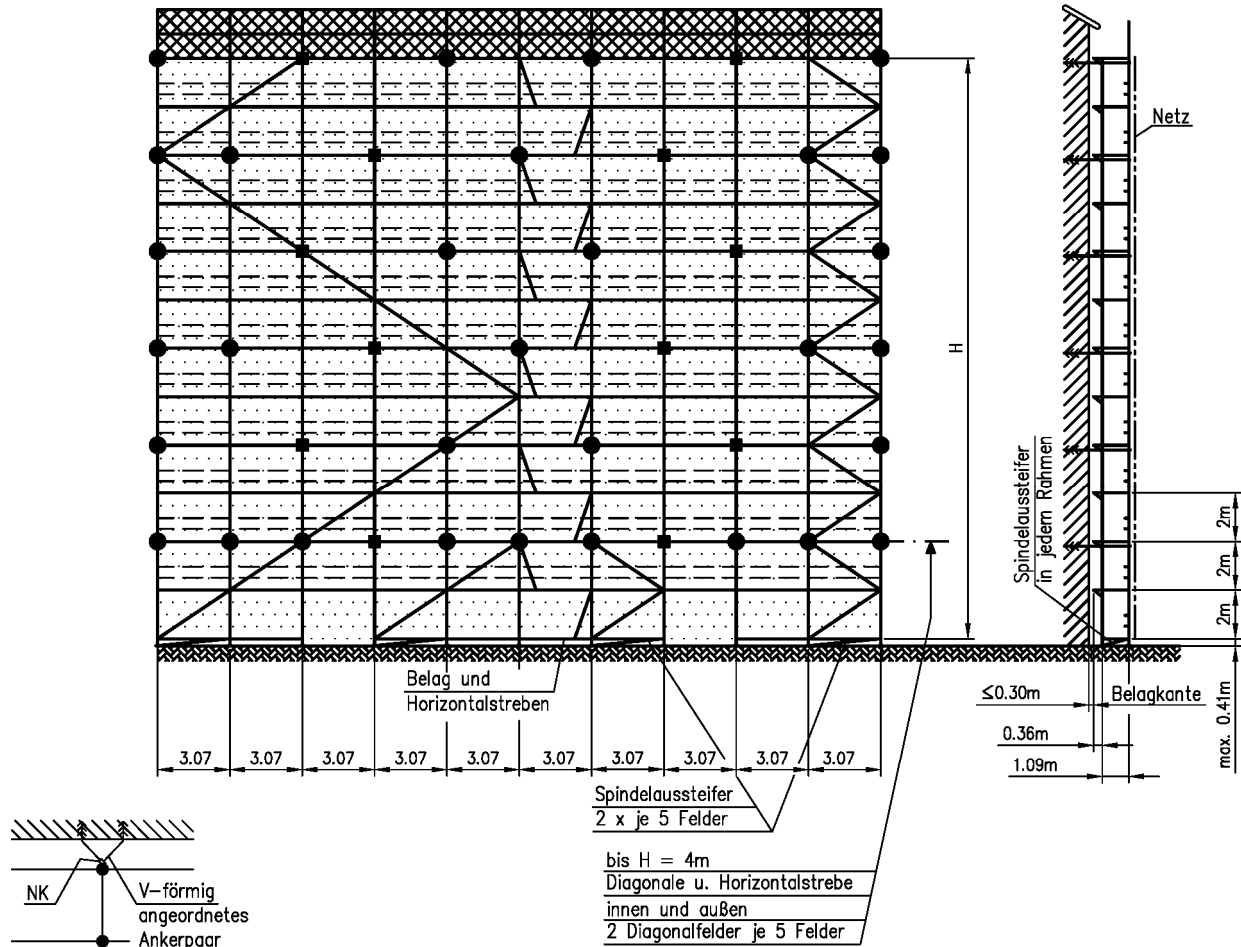 Netz
H
Spindelaussteifer
in jedem Rahmen
2m
2m
2m
max. 0.41m
Belag und
Horizontalstreben
≤0.30m
Belagkante
0.36m
1.09m
3.07 3.07 3.07 3.07 3.07 3.07 3.07 3.07 3.07 3.07
Spindelaussteifer
2 x je 5 Felder
bis H = 4m
Diagonale u. Horizontalstrebe
innen und außen
2 Diagonalfelder je 5 Felder
NK
V-förmig
angeordnetes
Ankerpaar